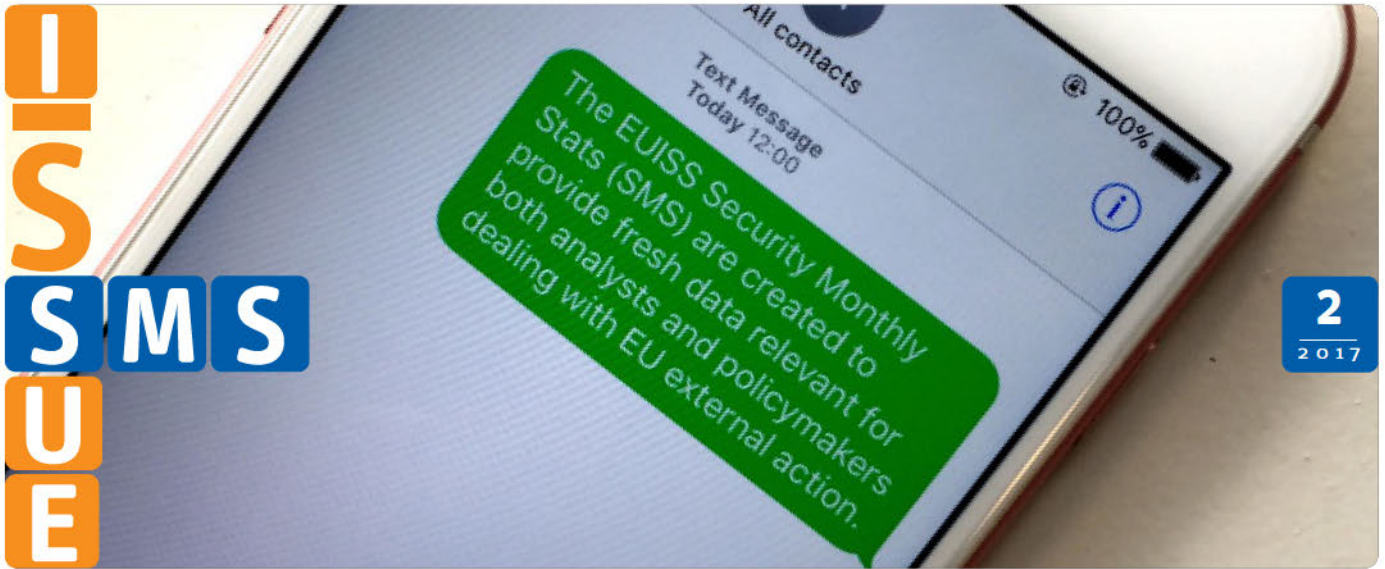 I
S
SMS
U
E
All contacts
100%
Text Message
Today 12:00
The EUISS Security Monthly
Stats (SMS) are created to
provide fresh data relevant for
both analysts and policymakers
dealing with EU external action.
2
2017